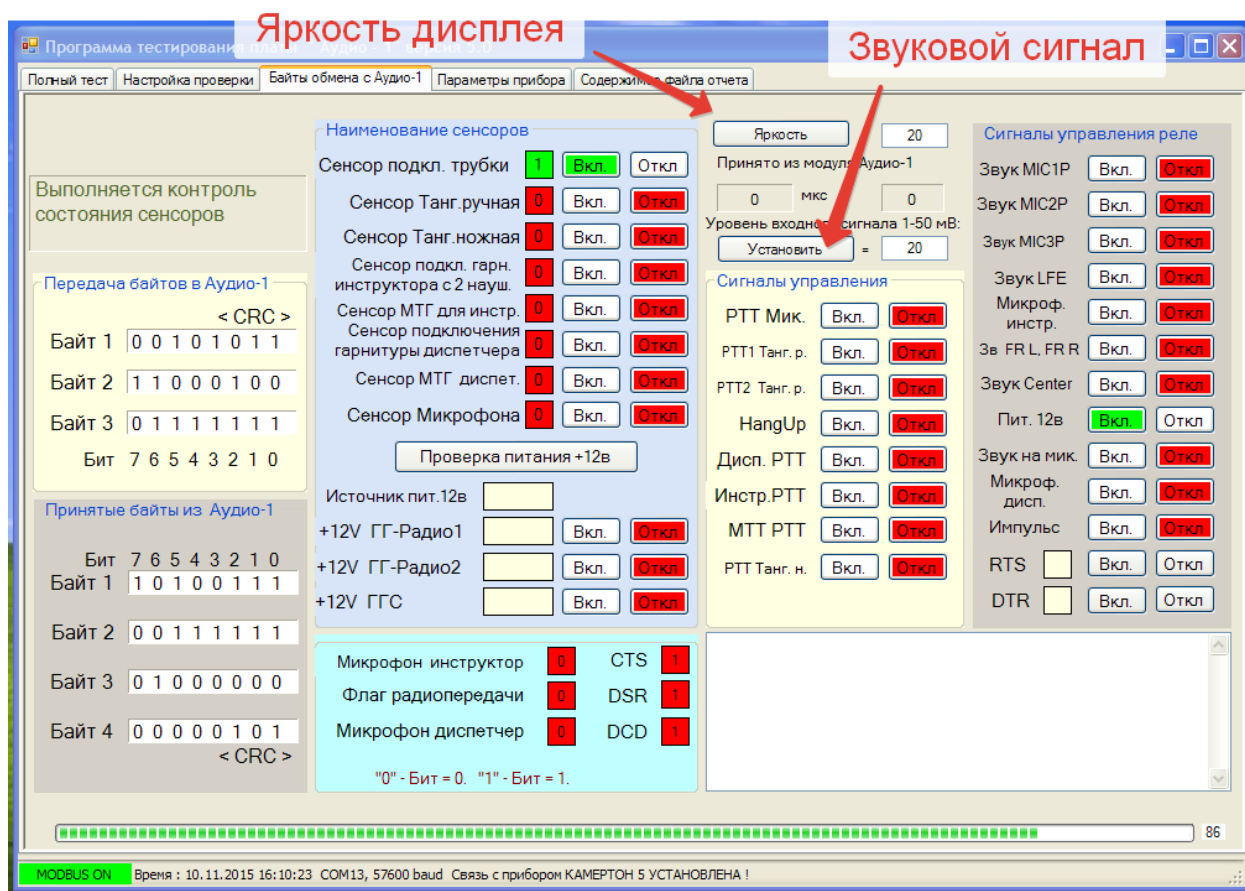 Яркость дисплея
Звуковой сигнал
Программа тестирования платы "Аудио - 1" версия 5.0
Полный тест Настройка проверки Байты обмена с Аудио-1 Параметры прибора Содержимое файла отчета
Выполняется контроль
состояния сенсоров
Передача байтов в Аудио-1
< CRC >
Байт 1 0 0 1 0 1 0 1 1
Байт 2 1 1 0 0 0 1 0 0
Байт 3 0 1 1 1 1 1 1 1
Бит 7 6 5 4 3 2 1 0
Принятые байты из Аудио-1
Бит 7 6 5 4 3 2 1 0
Байт 1 1 0 1 0 0 1 1 1
Байт 2 0 0 1 1 1 1 1 1
Байт 3 0 1 0 0 0 0 0 0
Байт 4 0 0 0 0 0 1 0 1
< CRC >
Наименование сенсоров
Сенсор подкл. трубки 1 Вкл. Откл
Сенсор Танг.ручная 0 Вкл. Откл
Сенсор Танг.ножная 0 Вкл. Откл
Сенсор подкл. гарн.
инструктора с 2 науш. 0 Вкл. Откл
Сенсор МТГ для инстр. 0 Вкл. Откл
Сенсор подключения
гарнитуры диспетчера 0 Вкл. Откл
Сенсор МТГ диспет. 0 Вкл. Откл
Сенсор Микрофона 0 Вкл. Откл
Проверка питания +12в
Источник пит.12в
+12V ГГ-Радио1 Вкл. Откл
+12V ГГ-Радио2 Вкл. Откл
+12V ГГС Вкл. Откл
Микрофон инструктор 0 CTS 1
Флаг радиопередачи 0 DSR 1
Микрофон диспетчер 0 DCD 1
"0" - Бит = 0. "1" - Бит = 1.
Яркость 20
Принято из модуля Аудио-1
0 мкс 0
Уровень входного сигнала 1-50 мВ:
Установить = 20
Сигналы управления
РТТ Мик. Вкл. Откл
РТТ1 Танг. р. Вкл. Откл
РТТ2 Танг. р. Вкл. Откл
HangUp Вкл. Откл
Дисп. РТТ Вкл. Откл
Инстр.РТТ Вкл. Откл
МТТ РТТ Вкл. Откл
РТТ Танг. н. Вкл. Откл
Сигналы управления реле
Звук MIC1P Вкл. Откл
Звук MIC2P Вкл. Откл
Звук MIC3P Вкл. Откл
Звук LFE Вкл. Откл
Микроф.
инстр. Вкл. Откл
Зв FR L, FR R Вкл. Откл
Звук Center Вкл. Откл
Пит. 12в Вкл. Откл
Звук на мик. Вкл. Откл
Микроф.
дисп. Вкл. Откл
Импульс Вкл. Откл
RTS Вкл. Откл
DTR Вкл. Откл
86
MODBUS ON Время : 10.11.2015 16:10:23 COM13, 57600 baud Связь с прибором КАМЕРТОН 5 УСТАНОВЛЕНА !